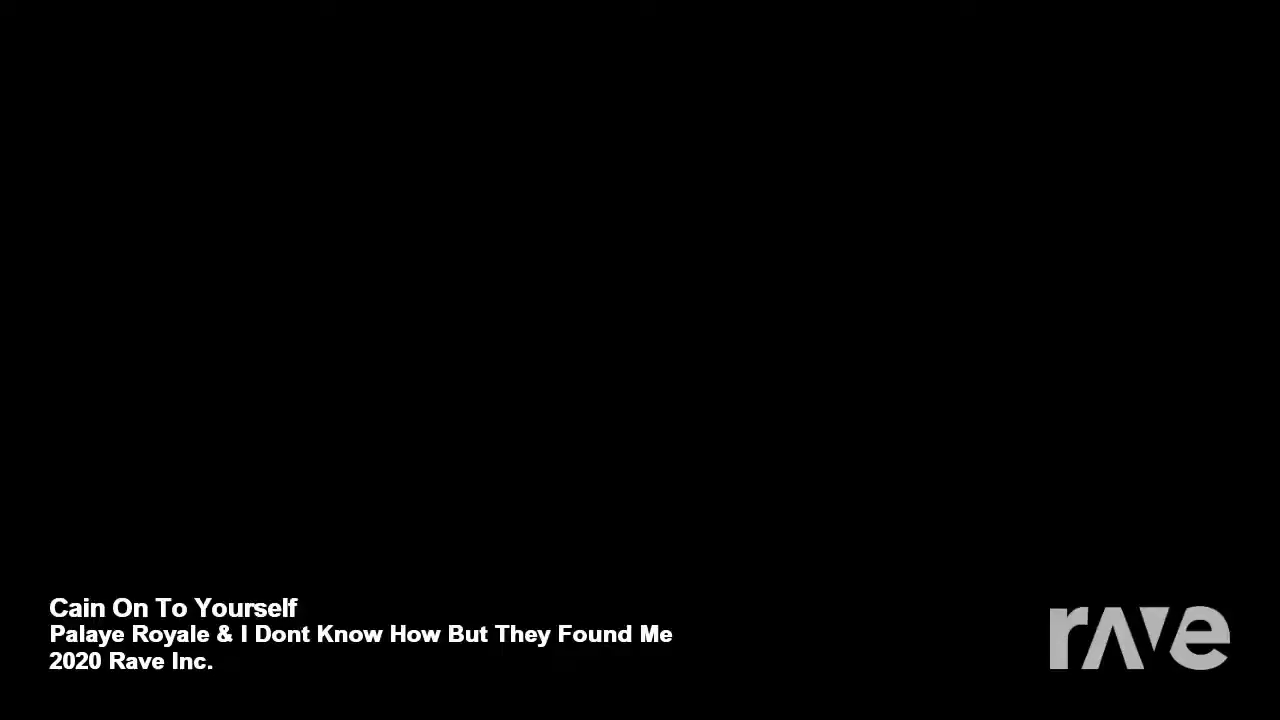 Cain On To Yourself
Palaye Royale & I Dont Know How But They Found Me
2020 Rave Inc.
rave